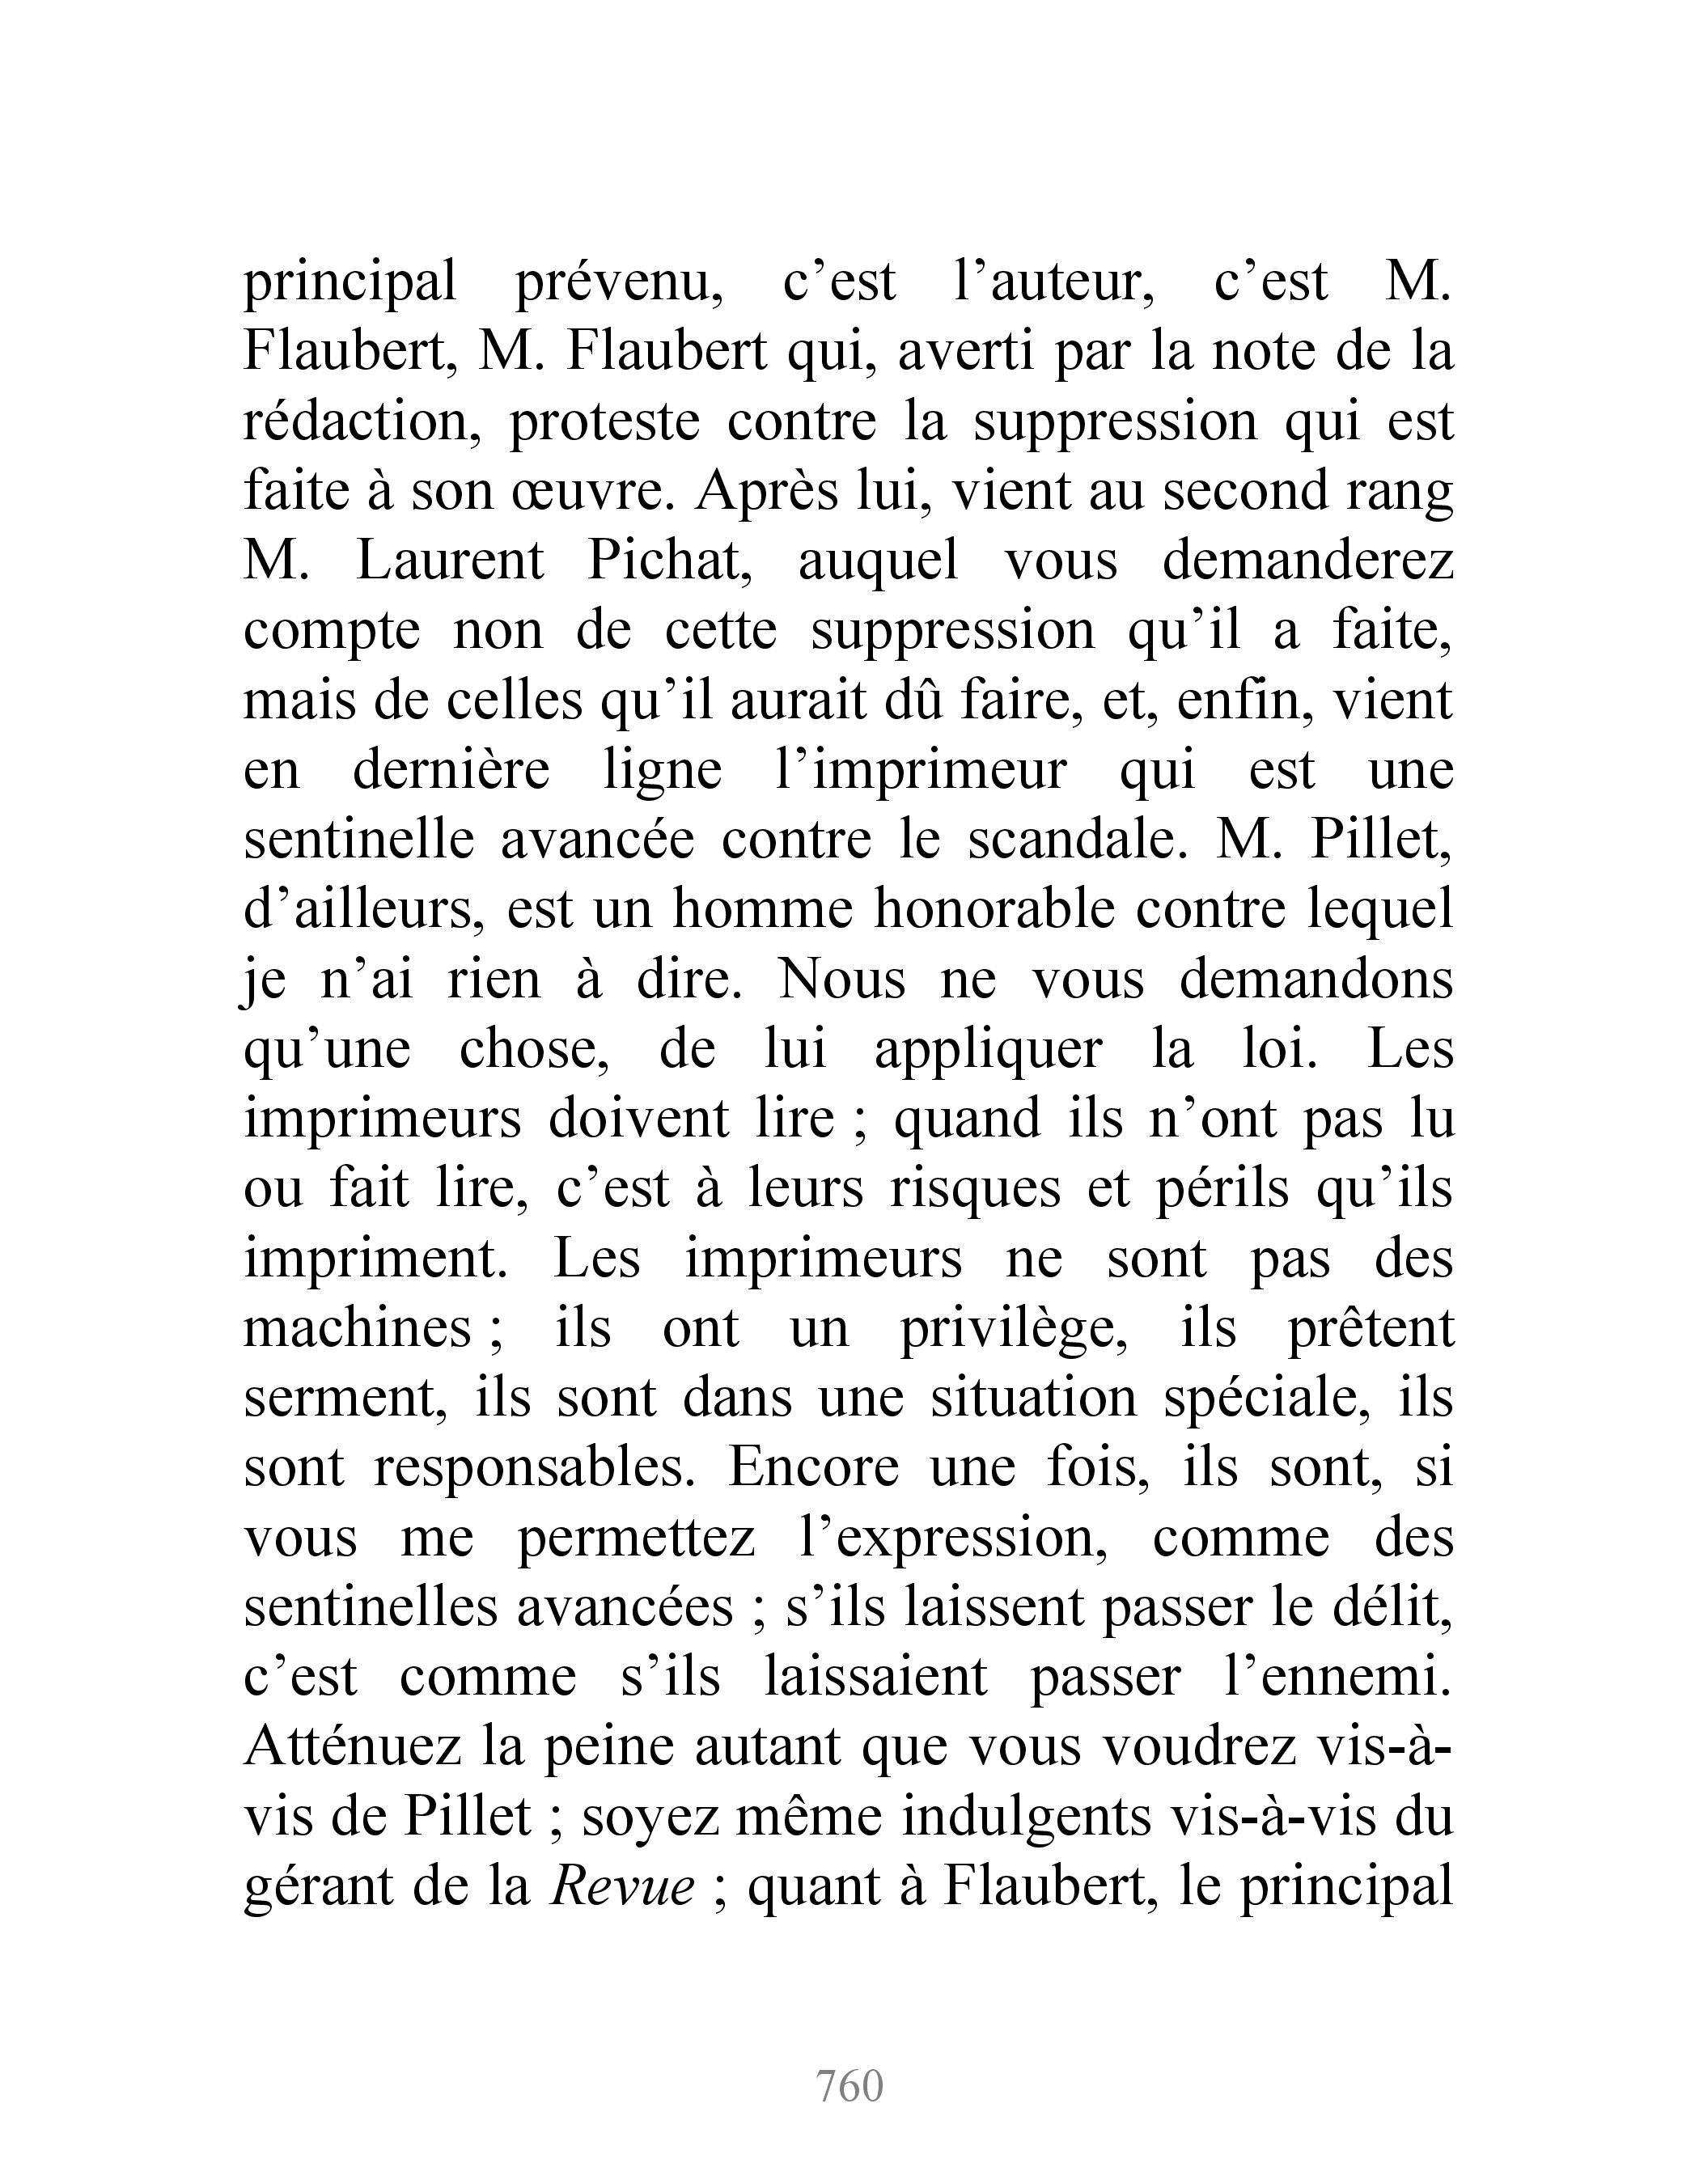 principal prévenu, c’est l’auteur, c’est M.
Flaubert, M. Flaubert qui, averti par la note de la
rédaction, proteste contre la suppression qui est
faite à son œuvre. Après lui, vient au second rang
M. Laurent Pichat, auquel vous demanderez
compte non de cette suppression qu’il a faite,
mais de celles qu’il aurait dû faire, et, enfin, vient
en dernière ligne l’imprimeur qui est une
sentinelle avancée contre le scandale. M. Pillet,
d’ailleurs, est un homme honorable contre lequel
je n’ai rien à dire. Nous ne vous demandons
qu’une chose, de lui appliquer la loi. Les
imprimeurs doivent lire ; quand ils n’ont pas lu
ou fait lire, c’est à leurs risques et périls qu’ils
impriment. Les imprimeurs ne sont pas des
machines ; ils ont un privilège, ils prêtent
serment, ils sont dans une situation spéciale, ils
sont responsables. Encore une fois, ils sont, si
vous me permettez l’expression, comme des
sentinelles avancées ; s’ils laissent passer le délit,
c’est comme s’ils laissaient passer l’ennemi.
Atténuez la peine autant que vous voudrez vis-à-
vis de Pillet ; soyez même indulgents vis-à-vis du
gérant de la Revue ; quant à Flaubert, le principal
760